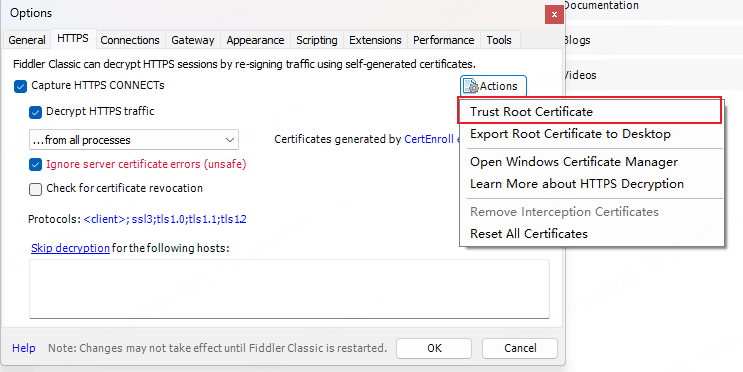 Options
x
General HTTPS Connections Gateway Appearance Scripting Extensions Performance Tools
Fiddler Classic can decrypt HTTPS sessions by re-signing traffic using self-generated certificates.
Capture HTTPS CONNECTs
Actions
Decrypt HTTPS traffic
...from all processes
Certificates generated by CertEnroll
Ignore server certificate errors (unsafe)
Check for certificate revocation
Protocols: <client>; ssl3;tls1.0;tls1.1;tls1.2
Skip decryption for the following hosts:
Help
Note: Changes may not take effect until Fiddler Classic is restarted.
OK
Cancel
Trust Root Certificate
Export Root Certificate to Desktop
Open Windows Certificate Manager
Learn More about HTTPS Decryption
Remove Interception Certificates
Reset All Certificates
Documentation
Blogs
Videos